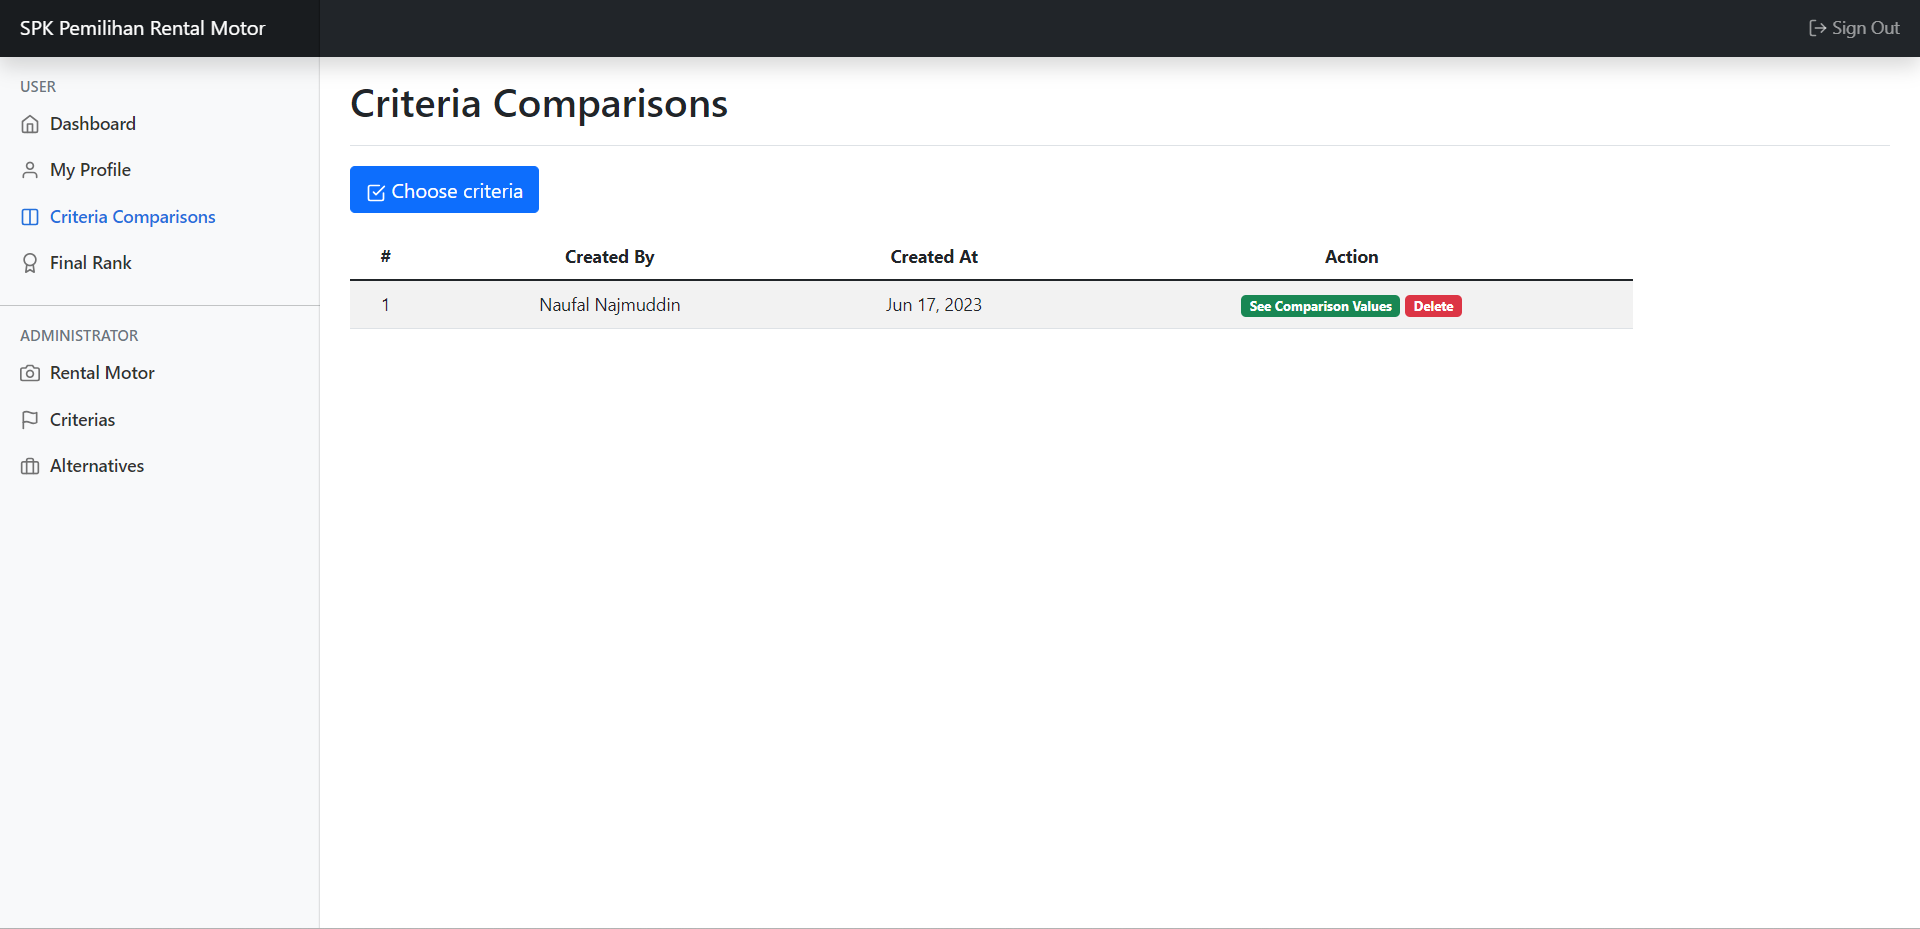 SPK Pemilihan Rental Motor
Sign Out
USER
Dashboard
My Profile
Criteria Comparisons
Final Rank
ADMINISTRATOR
Rental Motor
Criterias
Alternatives
Criteria Comparisons
Choose criteria
# Created By Created At Action
1 Naufal Najmuddin Jun 17, 2023 See Comparison Values Delete